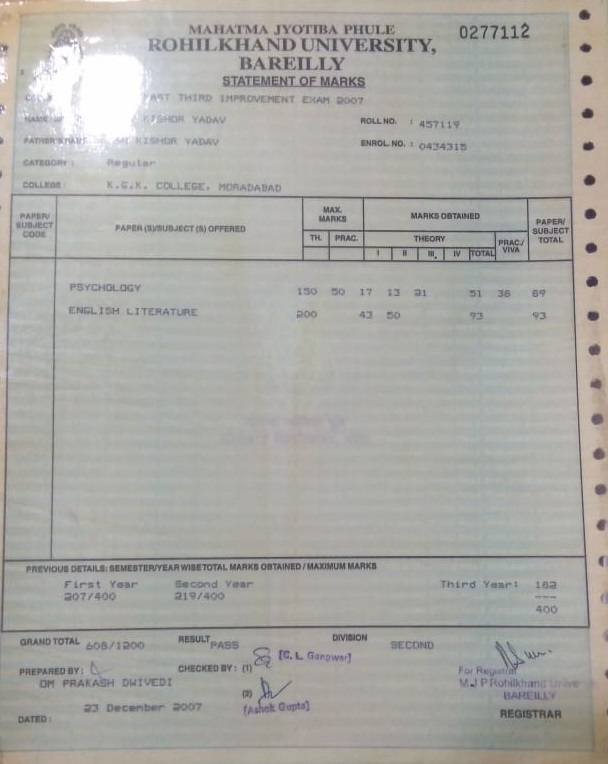 MAHATMA JYOTIBA PHULE
0277112
ROHILKHAND UNIVERSITY,
BAREILLY
STATEMENT OF MARKS
THIRD IMPROVEMENT EXAM 2007
KISHOR YADAV
ROLL NO. : 457119
FATHER'S NAME KISHOR YADAV
ENROL. NO. : 0434315
CATEGORY : Regular
COLLEGE : K.G.K. COLLEGE, MORADABAD
PAPER/ SUBJECT CODE
PAPER (S)/SUBJECT (S) OFFERED
MAX. MARKS
MARKS OBTAINED
PAPER/ SUBJECT TOTAL
TH. PRAC. THEORY PRAC./ VIVA
I II III IV TOTAL
PSYCHOLOGY 150 50 17 13 21 51 38 89
ENGLISH LITERATURE 200 43 50 93 93
PREVIOUS DETAILS: SEMESTER/YEAR WISE TOTAL MARKS OBTAINED / MAXIMUM MARKS
First Year Second Year Third Year: 182
207/400 219/400 ---
400
GRAND TOTAL 608/1200 RESULT PASS DIVISION SECOND
[C. L. Gangwar]
PREPARED BY : CHECKED BY : (1) For Registrar
OM PRAKASH DWIVEDI M J P Rohilkhand Unive
(2) BAREILLY
23 December 2007 [Ashok Gupta]
DATED : REGISTRAR